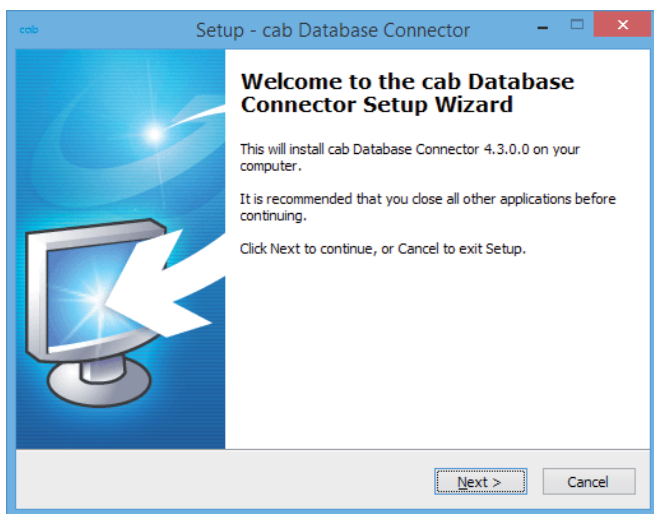 cab
Setup - cab Database Connector
Welcome to the cab Database
Connector Setup Wizard
This will install cab Database Connector 4.3.0.0 on your
computer.
It is recommended that you close all other applications before
continuing.
Click Next to continue, or Cancel to exit Setup.
Next >
Cancel